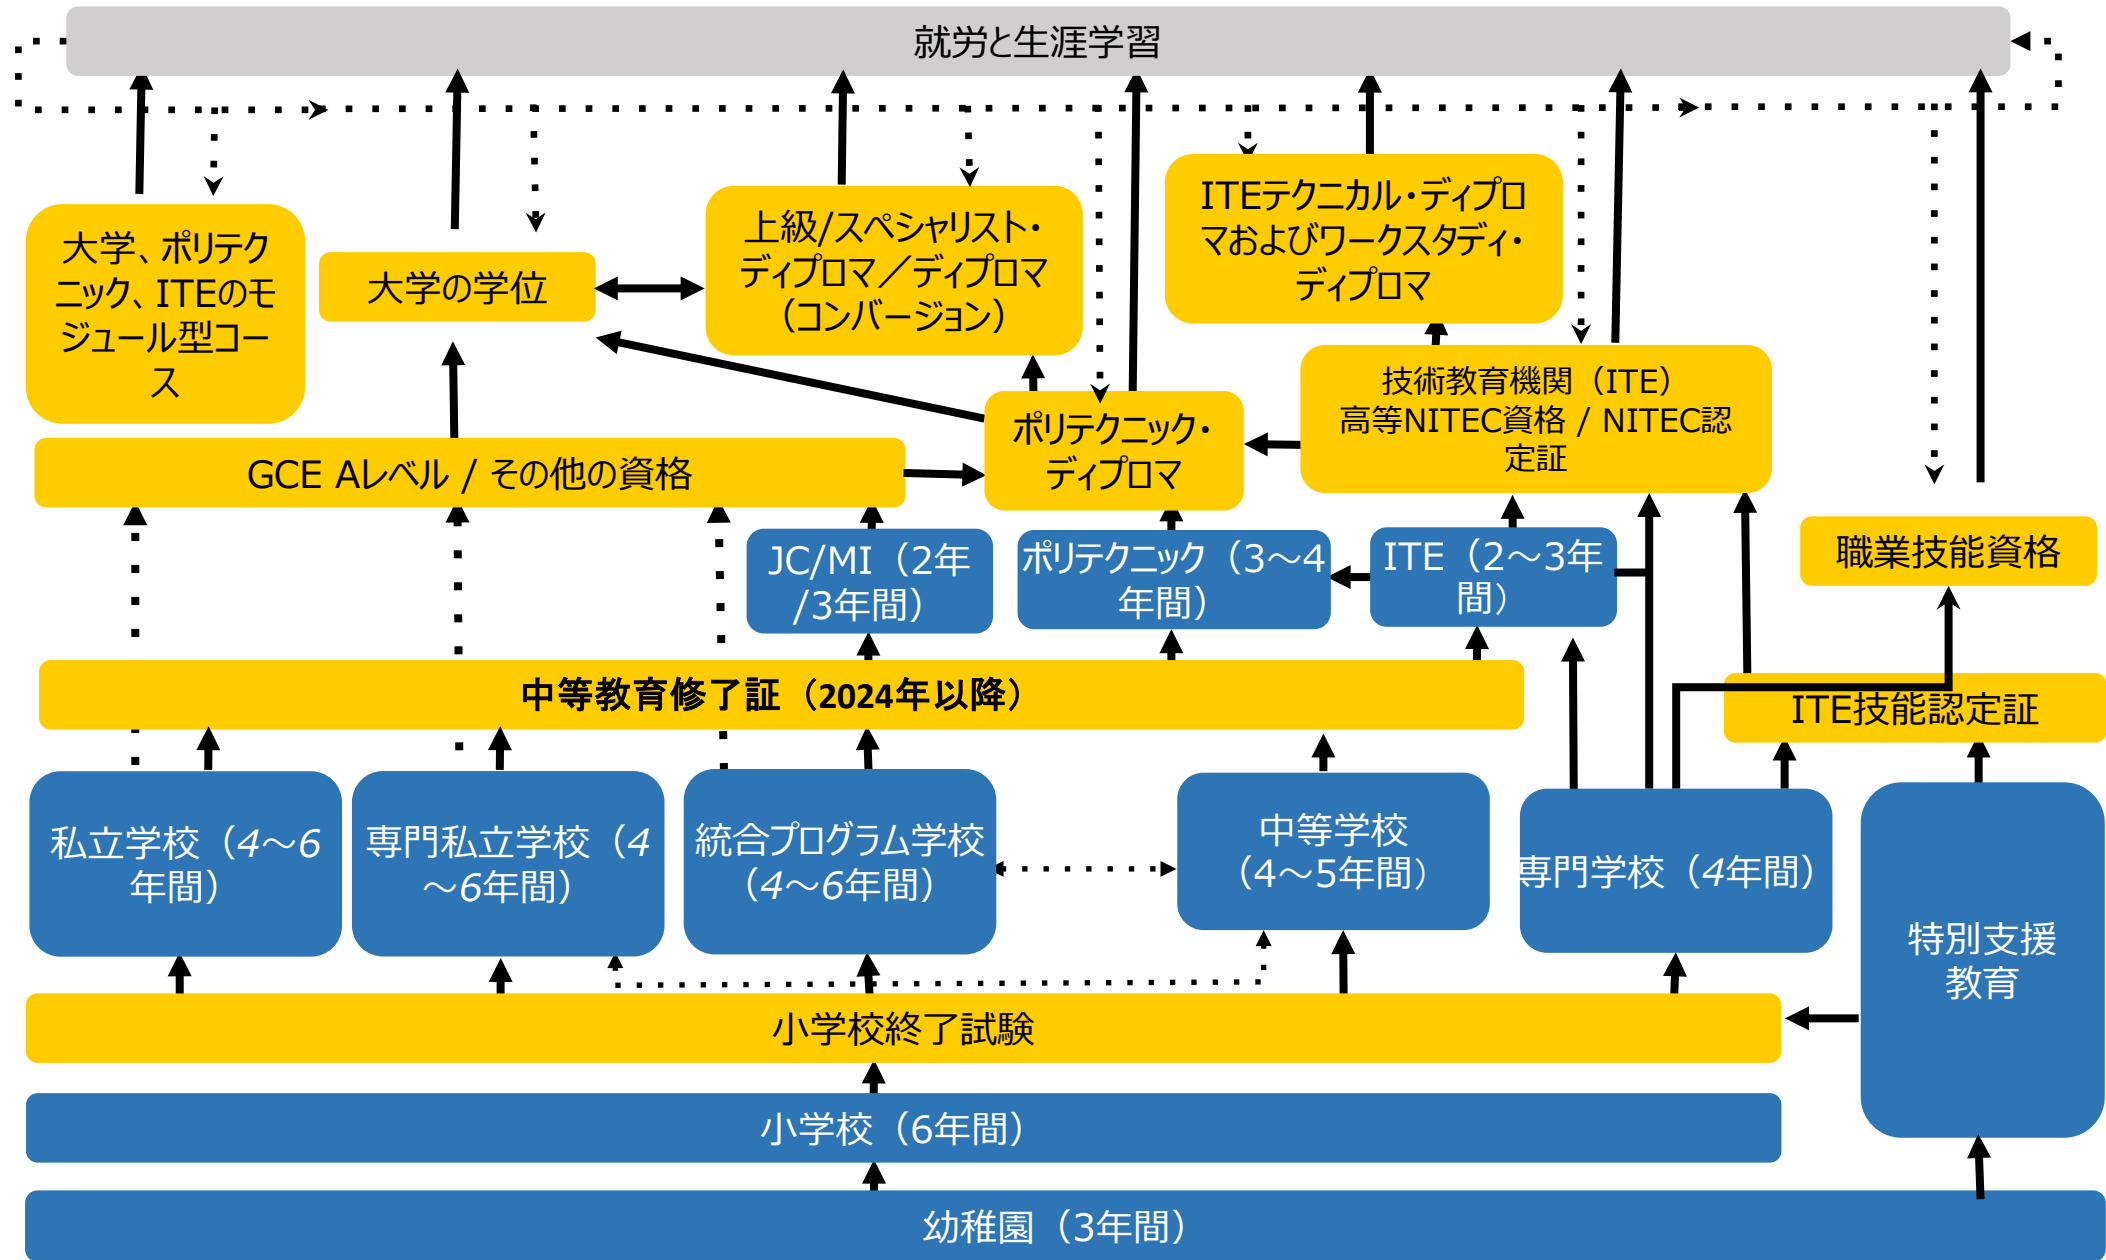 就労と生涯学習
大学、ポリテク
ニック、ITEのモ
ジュール型コー
ス
大学の学位
上級/スペシャリスト・
ディプロマ／ディプロマ
（コンバージョン）
ITEテクニカル・ディプロ
マおよびワークスタディ・
ディプロマ
技術教育機関（ITE）
高等NITEC資格 / NITEC認
定証
ポリテクニック・
ディプロマ
GCE Aレベル / その他の資格
JC/MI（2年
/3年間）
ポリテクニック（3～4
年間）
ITE（2～3年
間）
職業技能資格
中等教育修了証（2024年以降）
ITE技能認定証
私立学校（4～6
年間）
専門私立学校（4
～6年間）
統合プログラム学校
（4～6年間）
中等学校
（4～5年間）
専門学校（4年間）
特別支援
教育
小学校終了試験
小学校（6年間）
幼稚園（3年間）